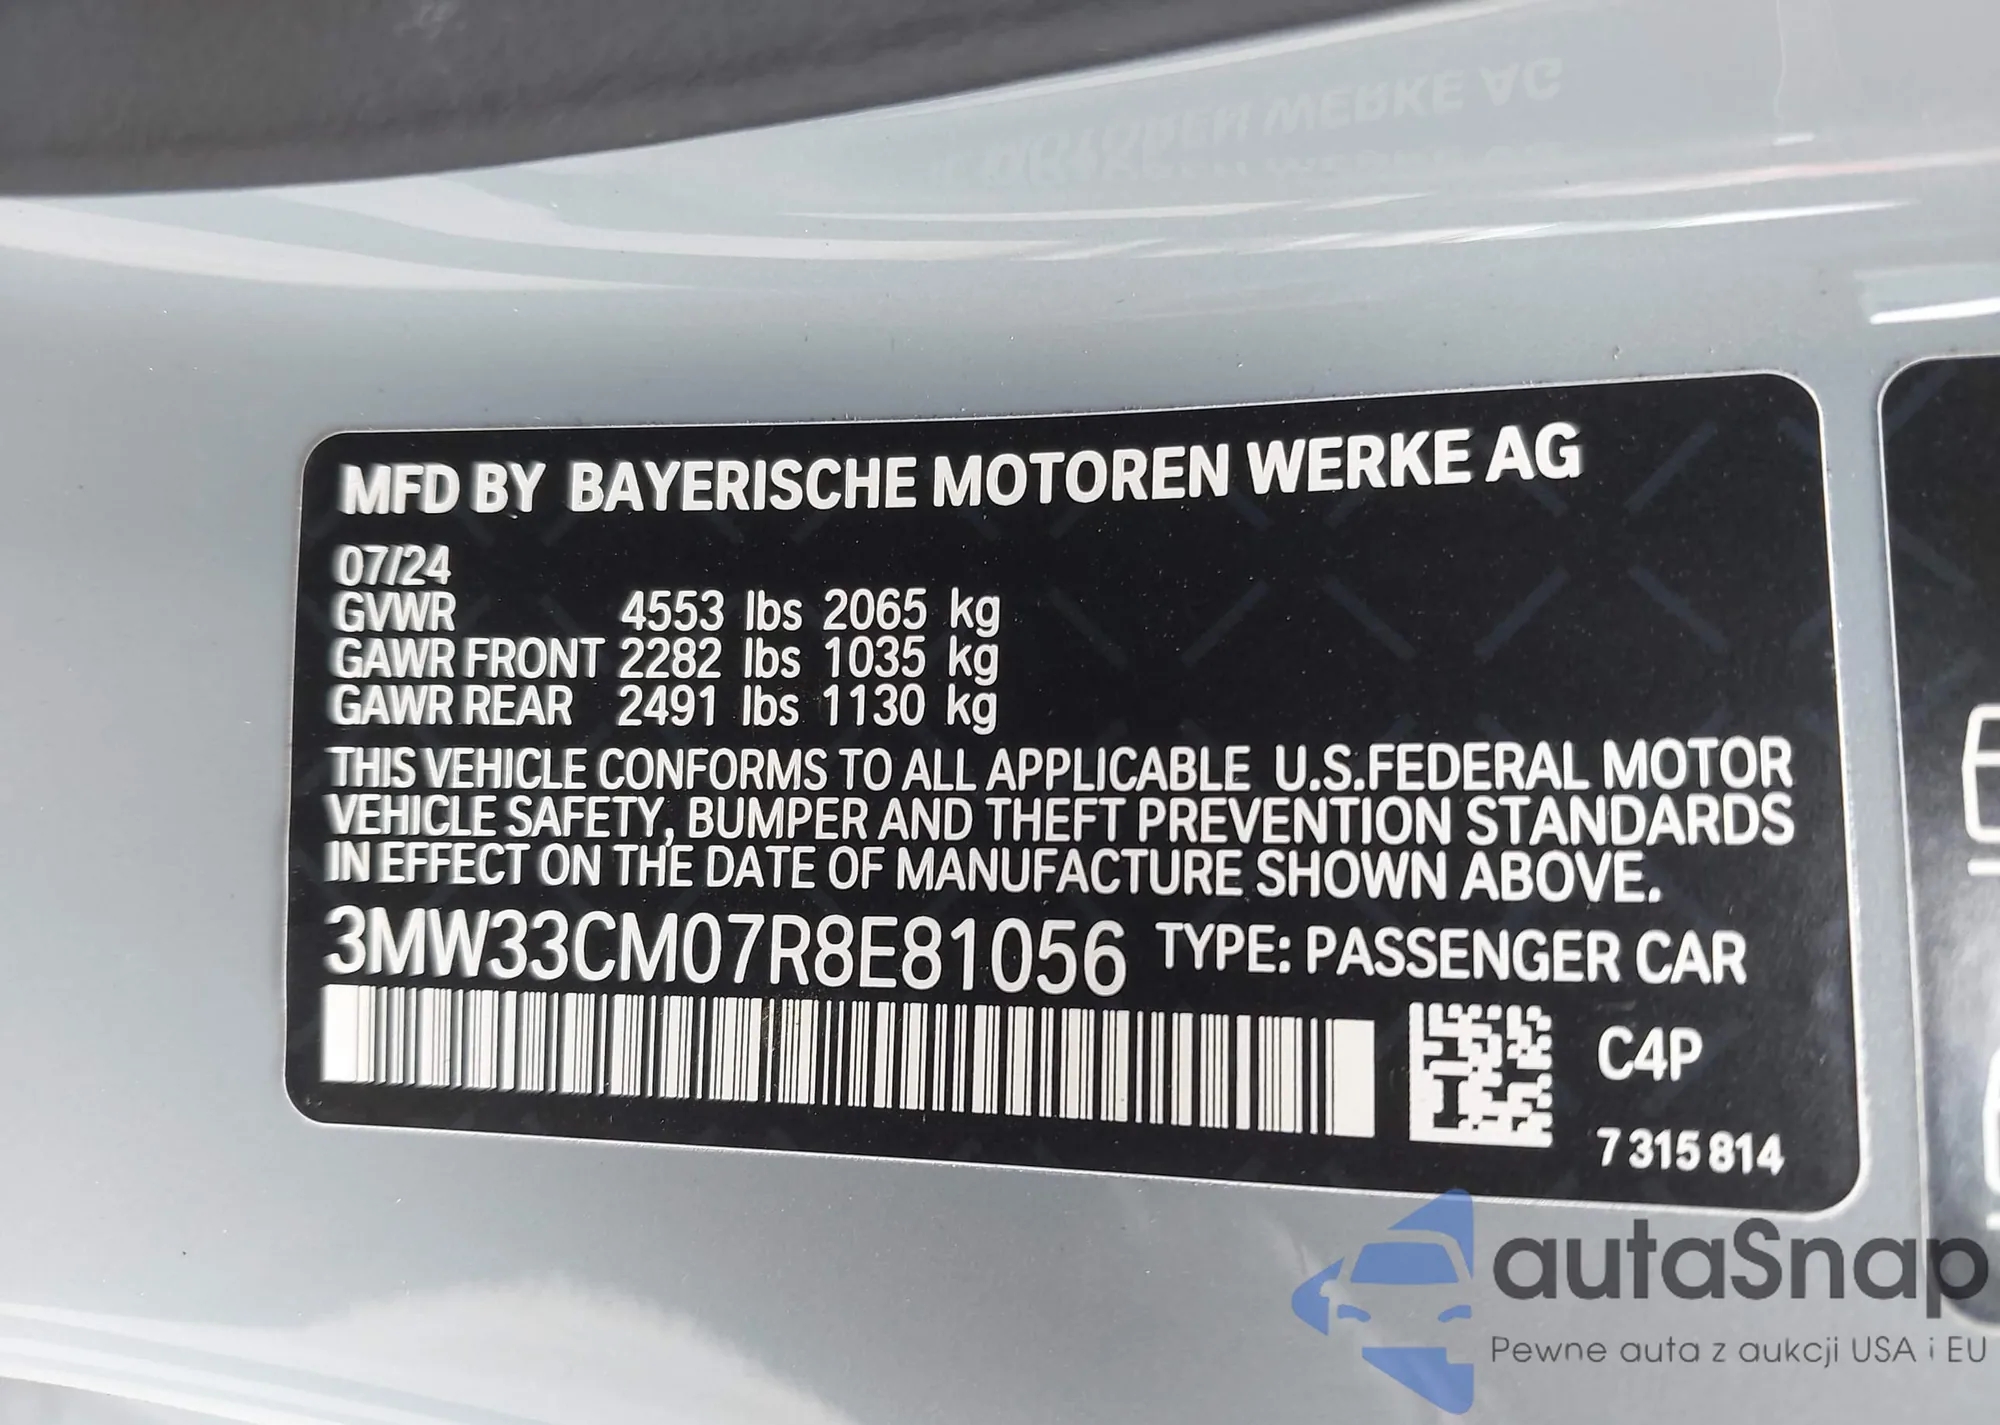 MFD BY BAYERISCHE MOTOREN WERKE AG
07/24
GVWR 4553 lbs 2065 kg
GAWR FRONT 2282 lbs 1035 kg
GAWR REAR 2491 lbs 1130 kg
THIS VEHICLE CONFORMS TO ALL APPLICABLE U.S.FEDERAL MOTOR
VEHICLE SAFETY, BUMPER AND THEFT PREVENTION STANDARDS
IN EFFECT ON THE DATE OF MANUFACTURE SHOWN ABOVE.
3MW33CM07R8E81056 TYPE: PASSENGER CAR
C4P
7 315 814
autaSnap
Pewne auta z aukcji USA i EU